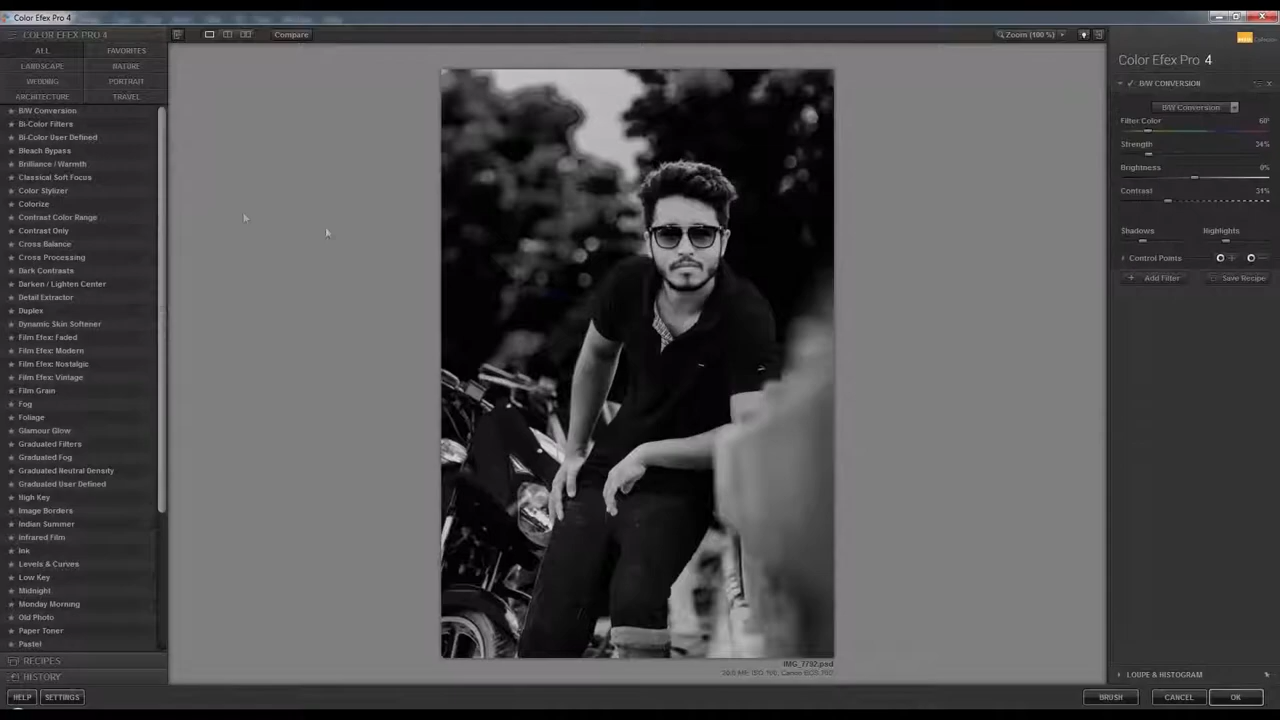 Color Efex Pro 4
COLOR EFEX PRO 4
Compare
Zoom (100 %)
ALL
FAVORITES
LANDSCAPE
NATURE
WEDDING
PORTRAIT
ARCHITECTURE
TRAVEL
B/W Conversion
Bi-Color Filters
Bi-Color User Defined
Bleach Bypass
Brilliance / Warmth
Classical Soft Focus
Color Stylizer
Colorize
Contrast Color Range
Contrast Only
Cross Balance
Cross Processing
Dark Contrasts
Darken / Lighten Center
Detail Extractor
Duplex
Dynamic Skin Softener
Film Efex: Faded
Film Efex: Modern
Film Efex: Nostalgic
Film Efex: Vintage
Film Grain
Fog
Foliage
Glamour Glow
Graduated Filters
Graduated Fog
Graduated Neutral Density
Graduated User Defined
High Key
Image Borders
Indian Summer
Infrared Film
Ink
Levels & Curves
Low Key
Midnight
Monday Morning
Old Photo
Paper Toner
Pastel
RECIPES
HISTORY
HELP
SETTINGS
IMG_7792.psd
Color Efex Pro 4
B/W CONVERSION
B/W Conversion
Filter Color 60°
Strength 34%
Brightness 0%
Contrast 31%
Shadows
Highlights
Control Points
Add Filter
Save Recipe
LOUPE & HISTOGRAM
BRUSH
CANCEL
OK